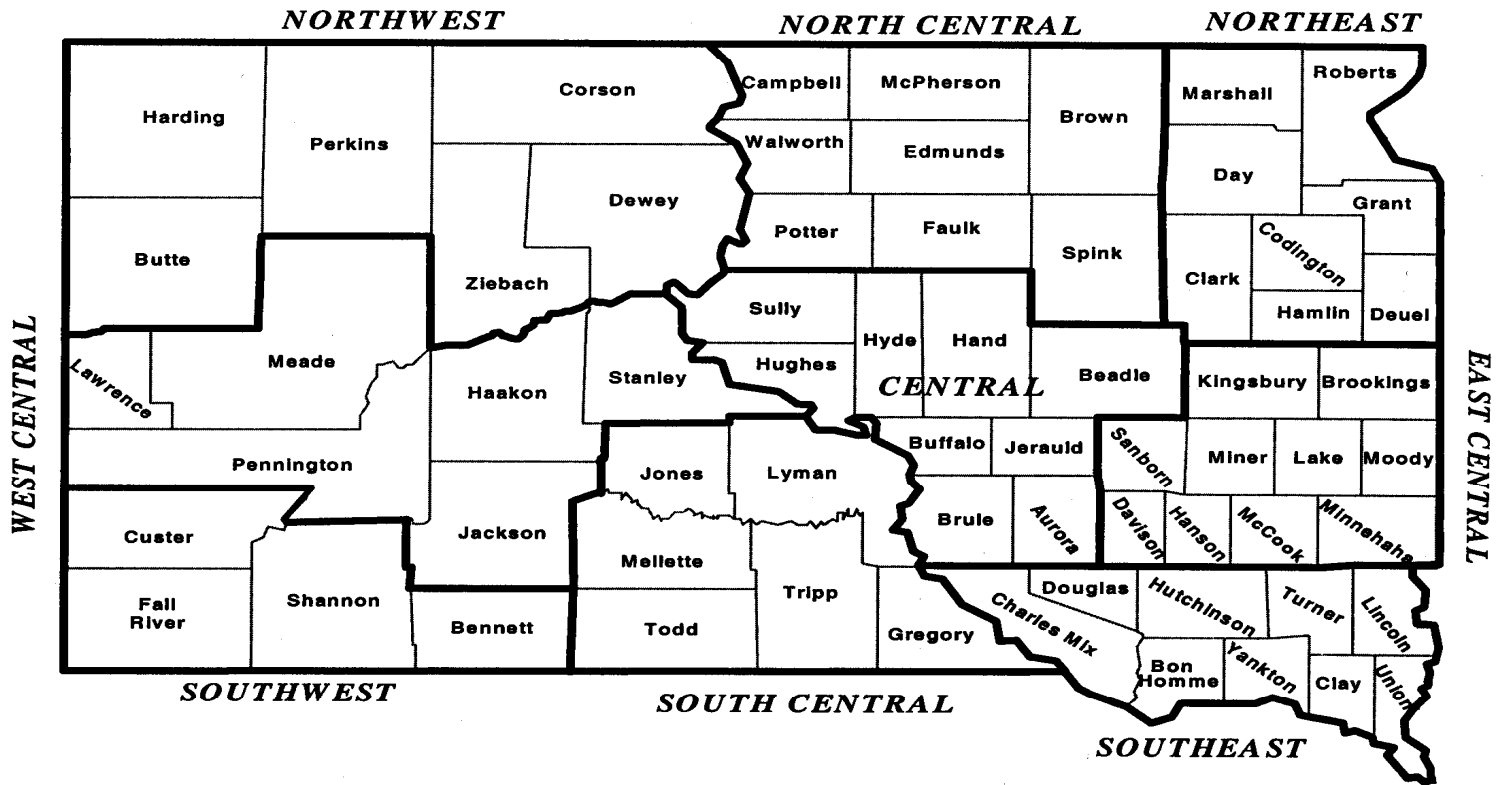 NORTHWEST
NORTH CENTRAL
NORTHEAST
Harding
Perkins
Corson
Campbell
McPherson
Brown
Marshall
Roberts
Walworth
Edmunds
Day
Dewey
Grant
Butte
Potter
Faulk
Spink
Codington
Clark
Ziebach
Sully
Hamlin
Deuel
WEST CENTRAL
Lawrence
Meade
Haakon
Stanley
Hughes
Hyde
Hand
CENTRAL
Beadle
Kingsbury
Brookings
EAST CENTRAL
Pennington
Jones
Lyman
Buffalo
Jerauld
Sanborn
Miner
Lake
Moody
Custer
Jackson
Mellette
Brule
Aurora
Davison
Hanson
McCook
Minnehaha
Fall
River
Shannon
Bennett
Todd
Tripp
Gregory
Charles Mix
Douglas
Hutchinson
Turner
Lincoln
Bon
Homme
Yankton
Clay
Union
SOUTHWEST
SOUTH CENTRAL
SOUTHEAST